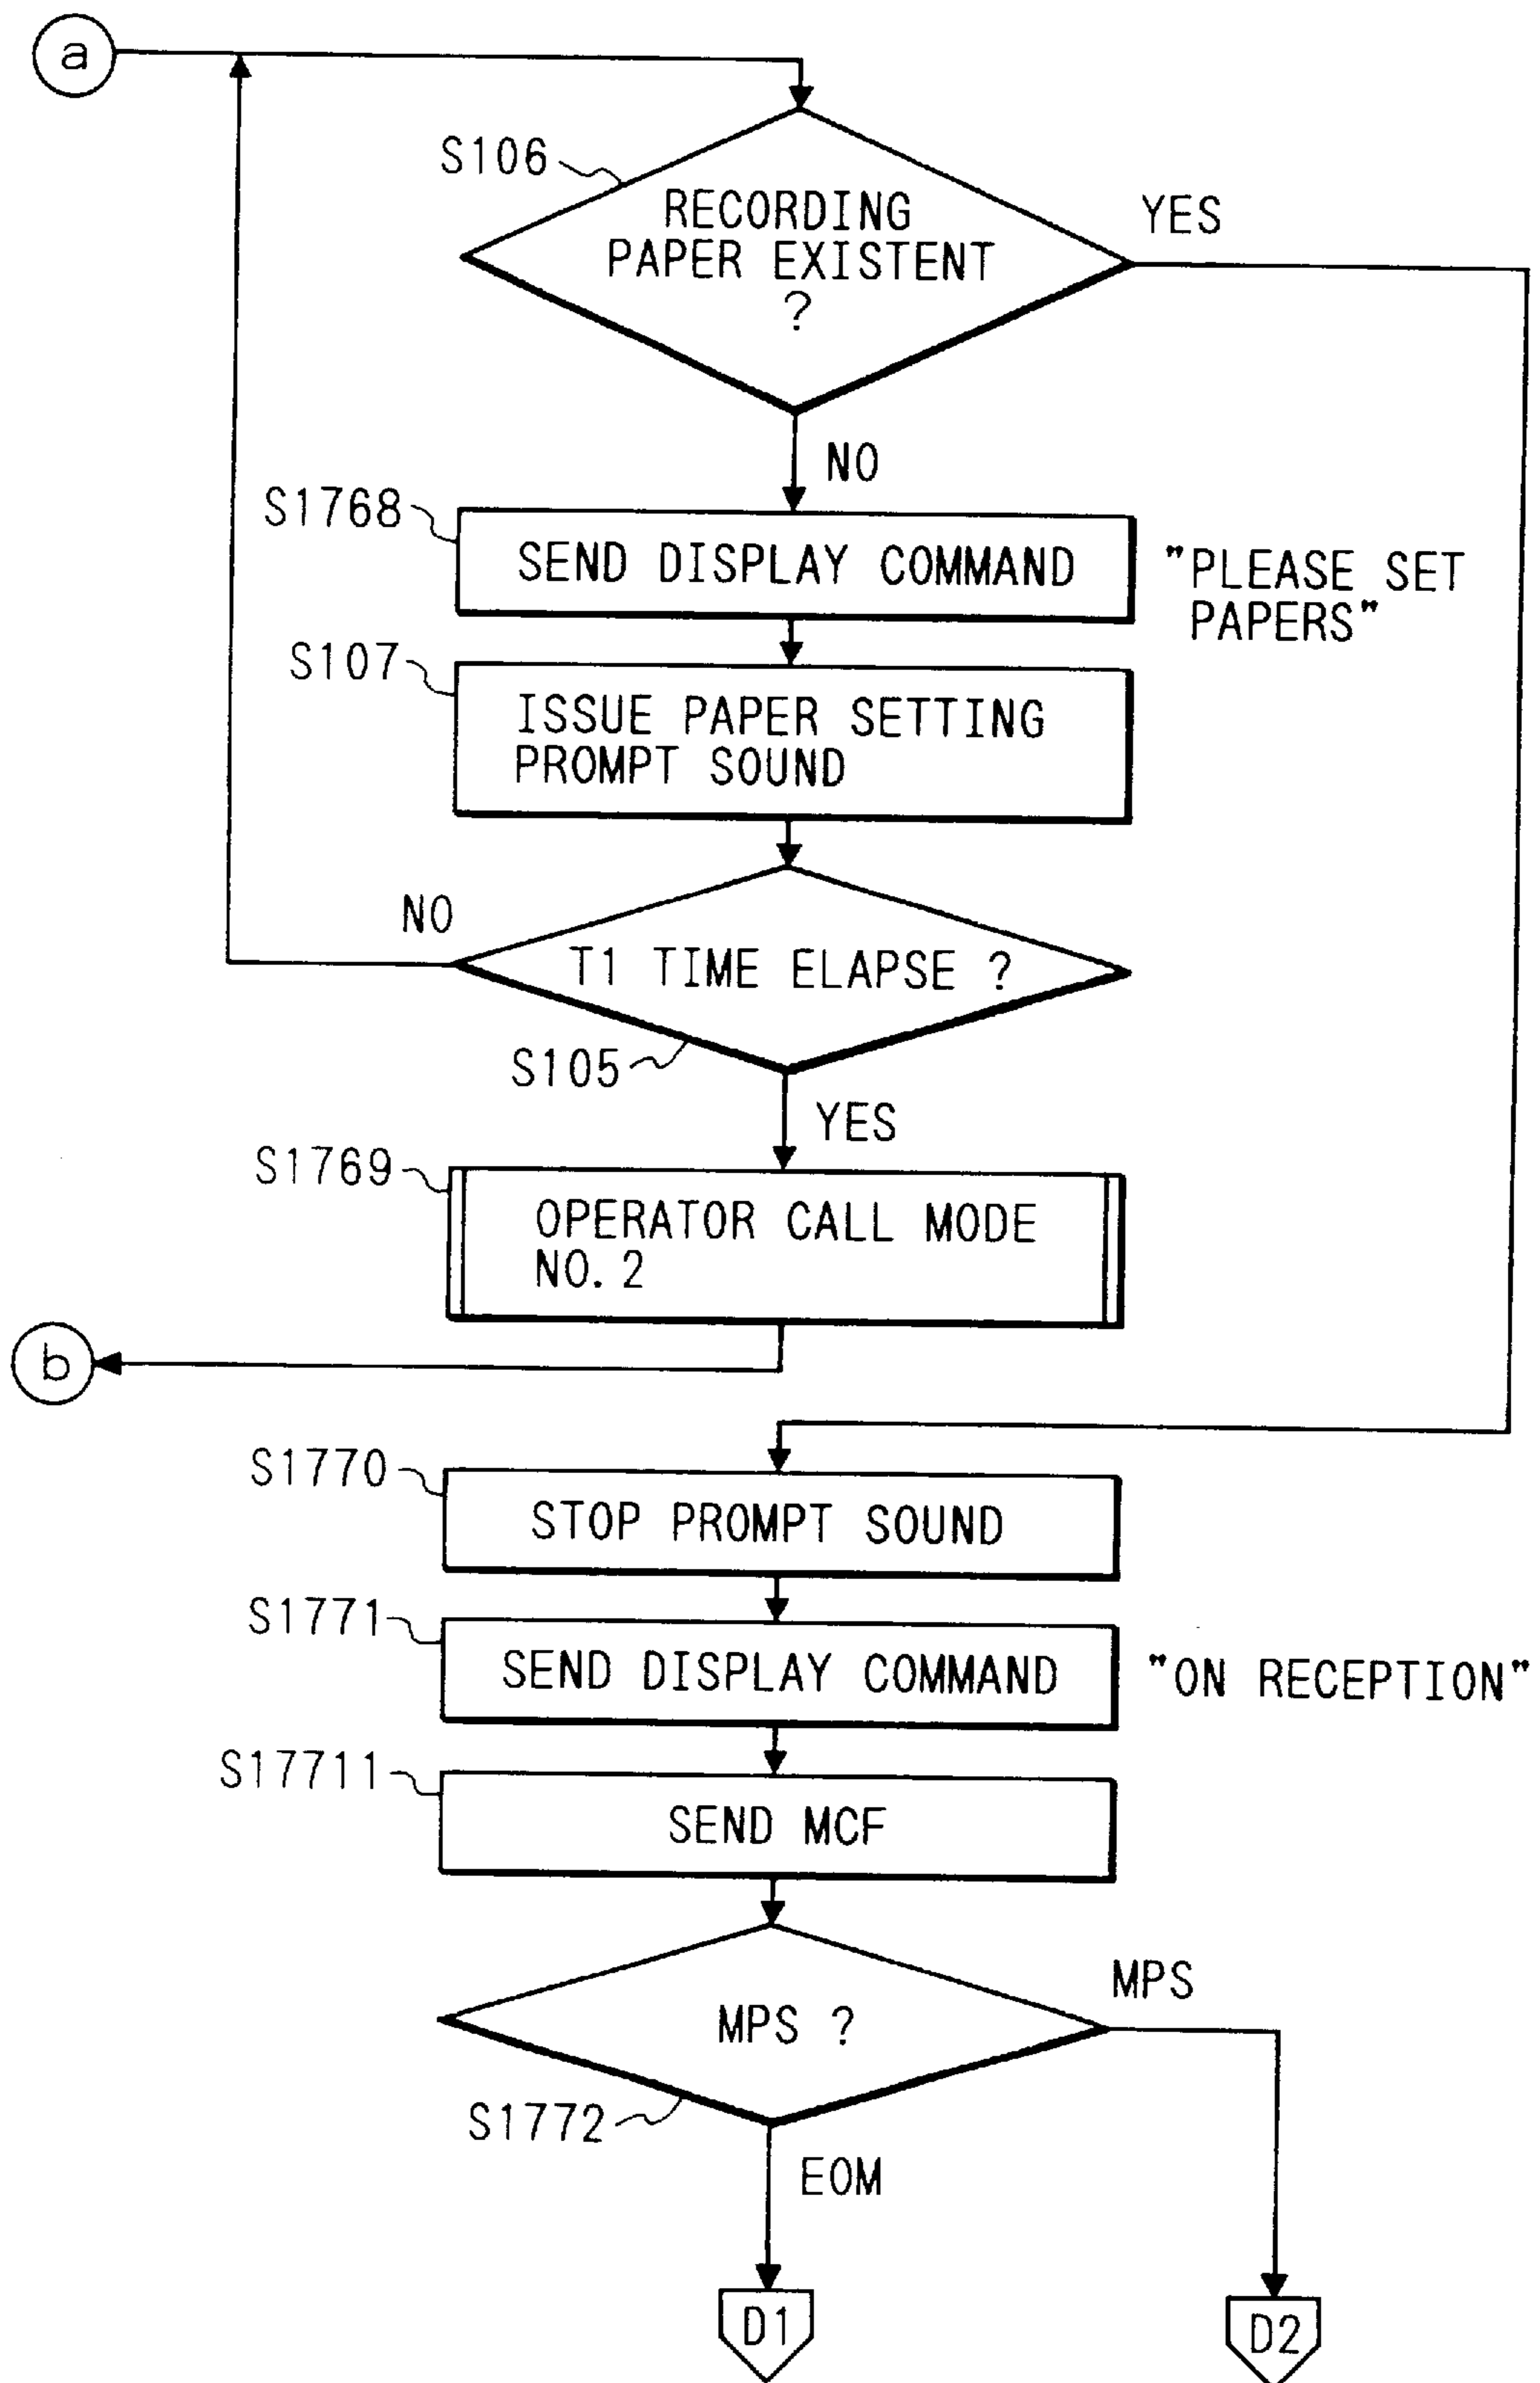 a
S106
RECORDING
PAPER EXISTENT
?
YES
NO
S1768
SEND DISPLAY COMMAND
"PLEASE SET
PAPERS"
S107
ISSUE PAPER SETTING
PROMPT SOUND
NO
T1 TIME ELAPSE ?
S105
YES
S1769
OPERATOR CALL MODE
NO. 2
b
S1770
STOP PROMPT SOUND
S1771
SEND DISPLAY COMMAND
"ON RECEPTION"
S17711
SEND MCF
MPS
MPS ?
S1772
EOM
D1
D2